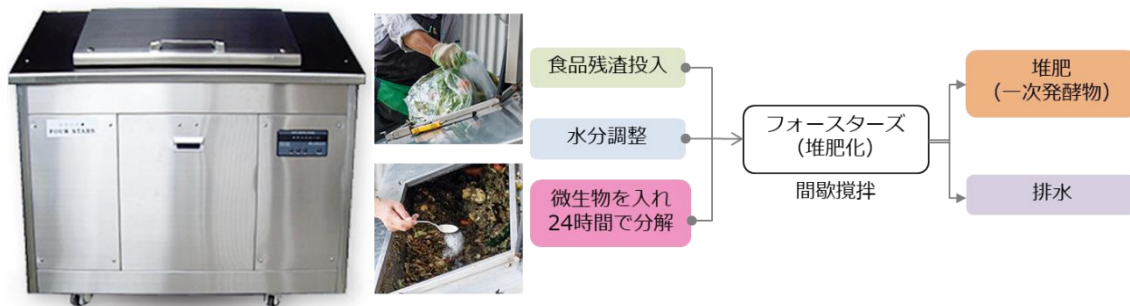 FOUR STARS
食品残渣投入
水分調整
微生物を入れ
24時間で分解
フォースターズ
(堆肥化)
間歇撹拌
堆肥
(一次発酵物)
排水